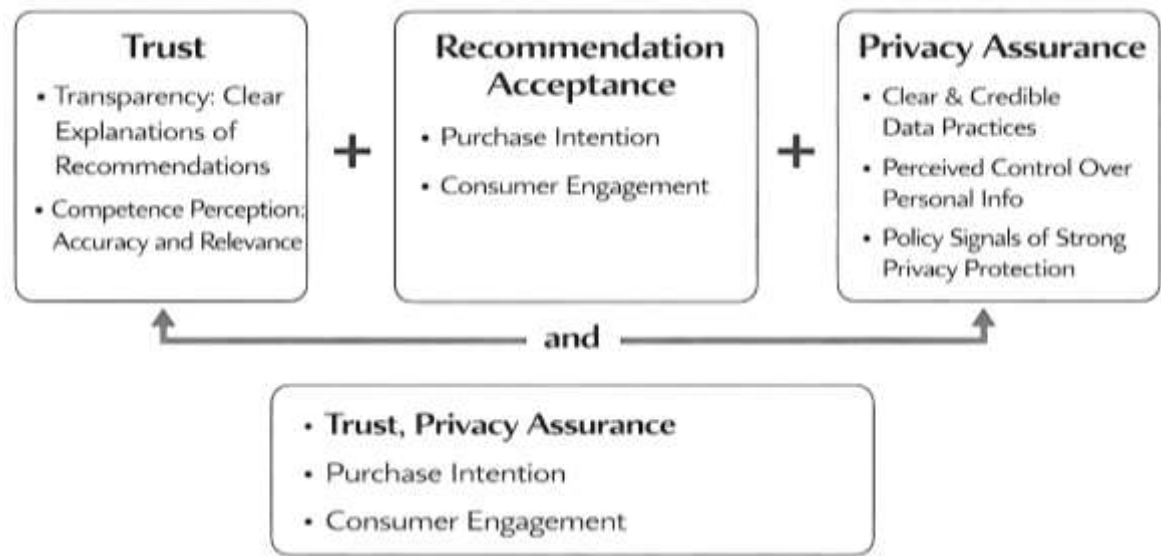 Trust
• Transparency: Clear
Explanations of
Recommendations
• Competence Perception:
Accuracy and Relevance
+
Recommendation
Acceptance
• Purchase Intention
• Consumer Engagement
+
Privacy Assurance
• Clear & Credible
Data Practices
• Perceived Control Over
Personal Info
• Policy Signals of Strong
Privacy Protection
and
• Trust, Privacy Assurance
• Purchase Intention
• Consumer Engagement